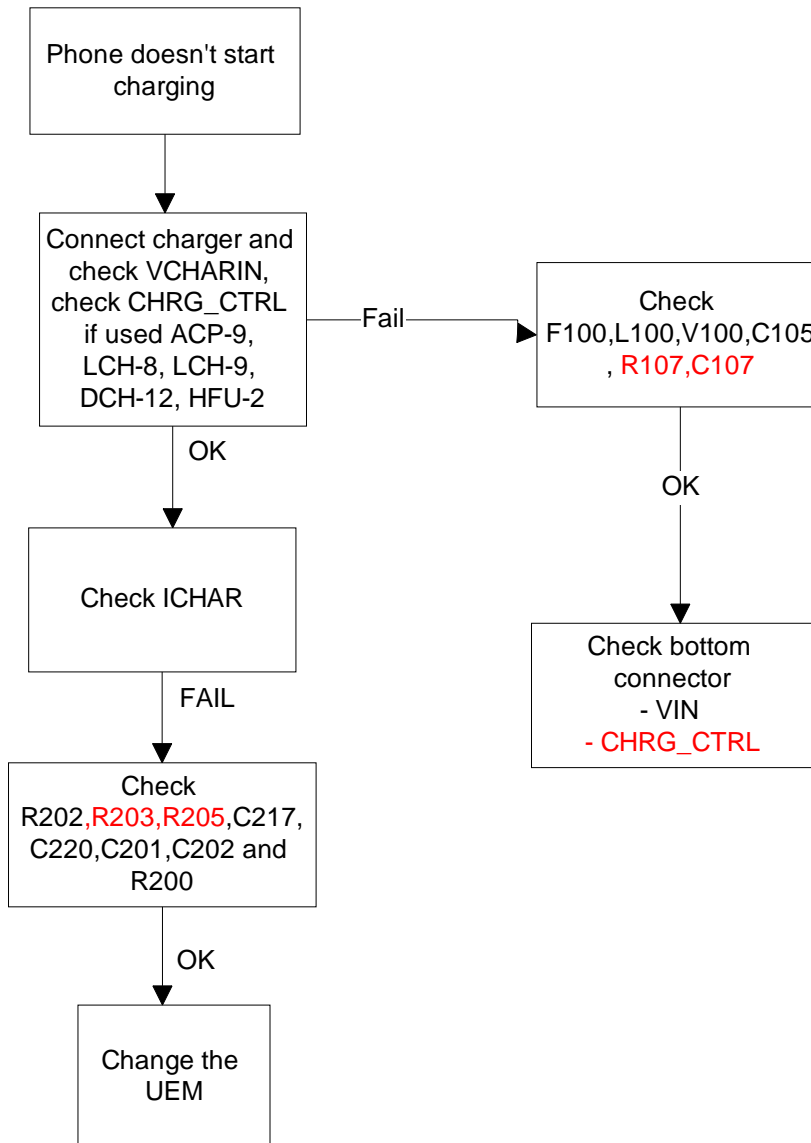 Phone doesn't start
charging
Connect charger and
check VCHARIN,
check CHRG_CTRL
if used ACP-9,
LCH-8, LCH-9,
DCH-12, HFU-2
Fail
Check
F100,L100,V100,C105
, R107,C107
OK
OK
Check ICHAR
Check bottom
connector
- VIN
- CHRG_CTRL
FAIL
Check
R202,R203,R205,C217,
C220,C201,C202 and
R200
OK
Change the
UEM